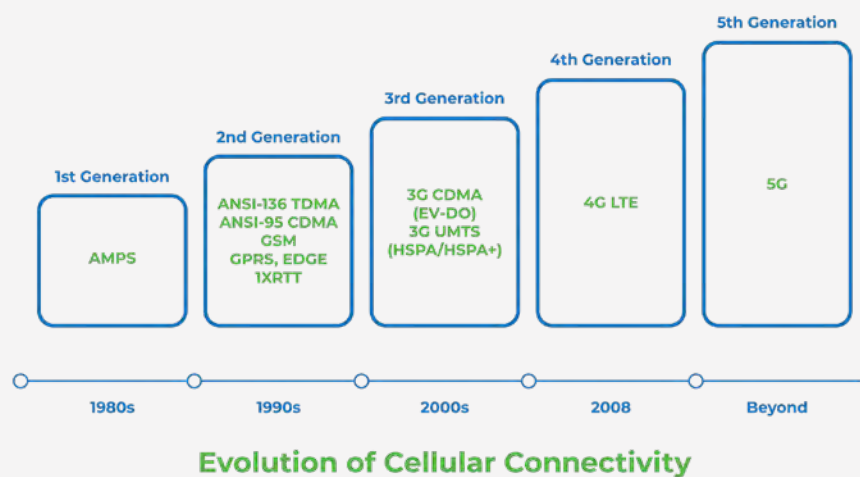 1st Generation
AMPS
2nd Generation
ANSI-136 TDMA
ANSI-95 CDMA
GSM
GPRS, EDGE
1XRTT
3rd Generation
3G CDMA
(EV-DO)
3G UMTS
(HSPA/HSPA+)
4th Generation
4G LTE
5th Generation
5G
1980s
1990s
2000s
2008
Beyond
Evolution of Cellular Connectivity